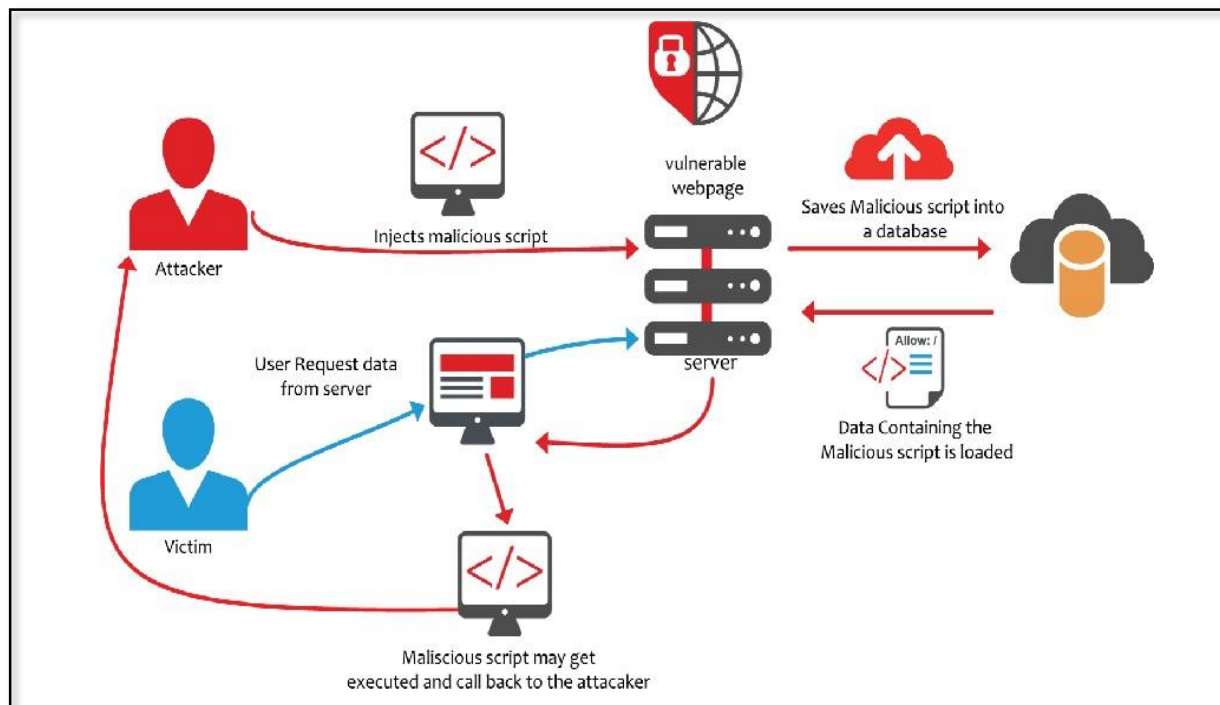 </>
vulnerable
webpage
Injects malicious script
Saves Malicious script into
a database
Attacker
User Request data
from server
server
Allow: /
</>
Data Containing the
Malicious script is loaded
Victim
</>
Maliscious script may get
executed and call back to the attacaker